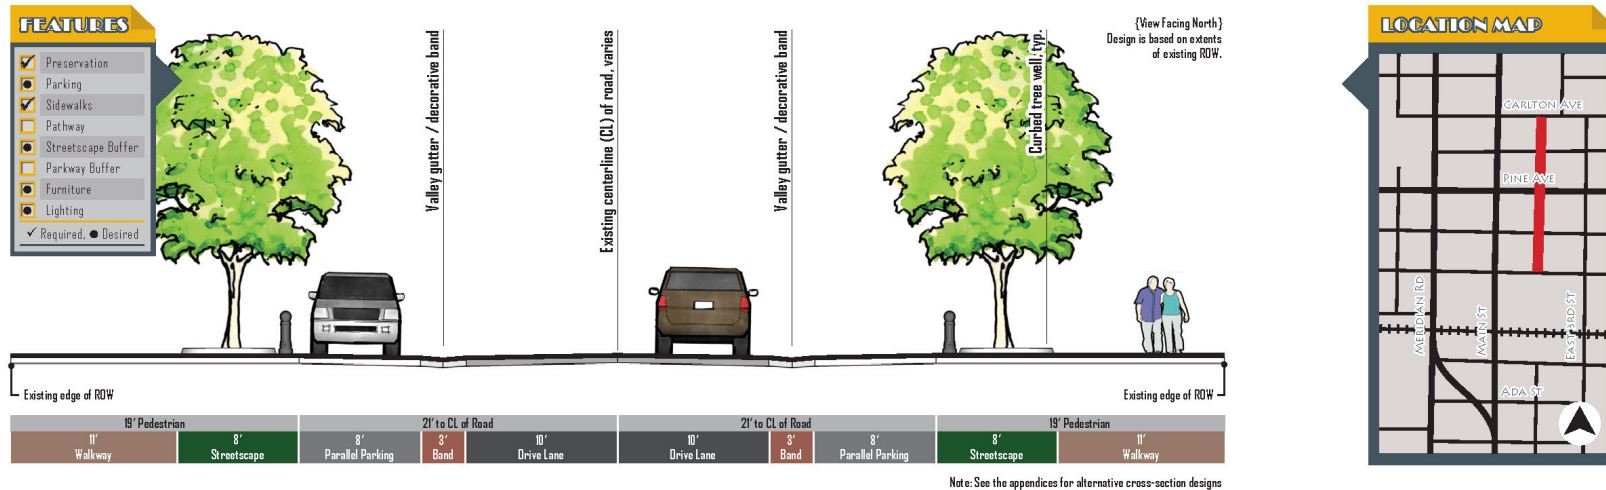 FEATURES
Preservation
Parking
Sidewalks
Pathway
Streetscape Buffer
Parkway Buffer
Furniture
Lighting
✓ Required, ● Desired
Valley gutter / decorative band
Existing centerline (CL) of road, varies
Valley gutter / decorative band
Curbed tree well, typ.
{View Facing North}
Design is based on extents
of existing ROW.
Existing edge of ROW
Existing edge of ROW
19' Pedestrian
21' to CL of Road
21' to CL of Road
19' Pedestrian
11'
Walkway
8'
Streetscape
8'
Parallel Parking
3'
Band
10'
Drive Lane
10'
Drive Lane
3'
Band
8'
Parallel Parking
8'
Streetscape
11'
Walkway
Note: See the appendices for alternative cross-section designs
LOCATION MAP
CARLTON AVE
PINE AVE
MERIDIAN RD
MAIN ST
EAST 3RD ST
ADA ST